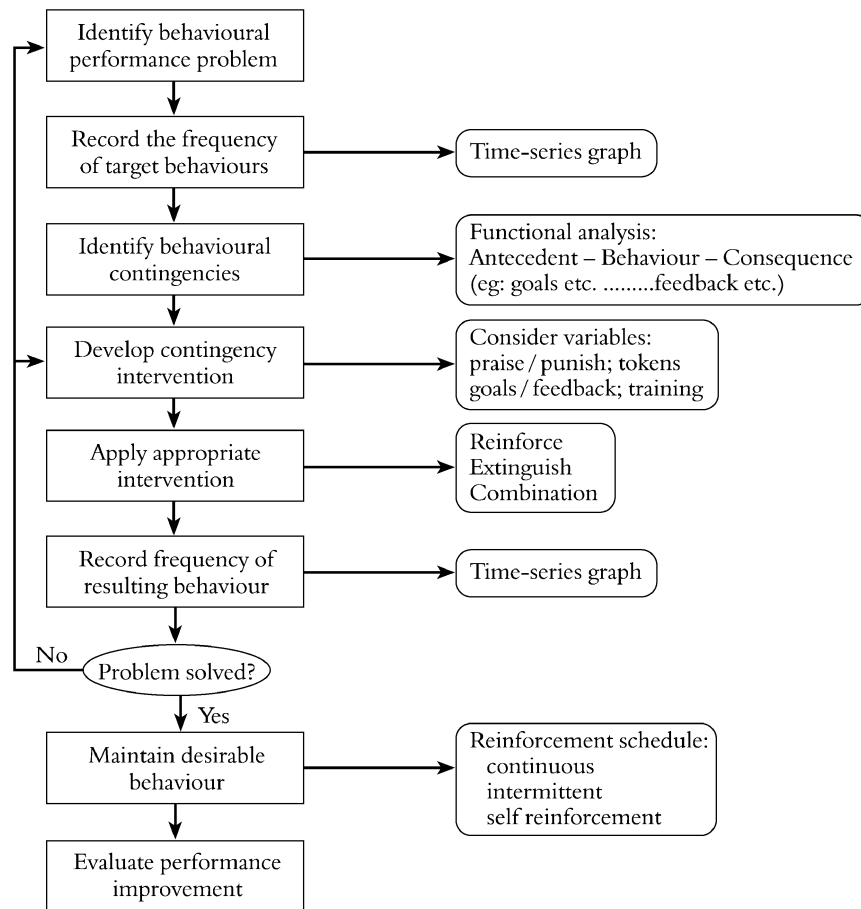 Identify behavioural
performance problem
Record the frequency
of target behaviours
Time-series graph
Identify behavioural
contingencies
Functional analysis:
Antecedent – Behaviour – Consequence
(eg: goals etc. .........feedback etc.)
Develop contingency
intervention
Consider variables:
praise/punish; tokens
goals/feedback; training
Apply appropriate
intervention
Reinforce
Extinguish
Combination
Record frequency of
resulting behaviour
Time-series graph
No
Problem solved?
Yes
Maintain desirable
behaviour
Reinforcement schedule:
continuous
intermittent
self reinforcement
Evaluate performance
improvement